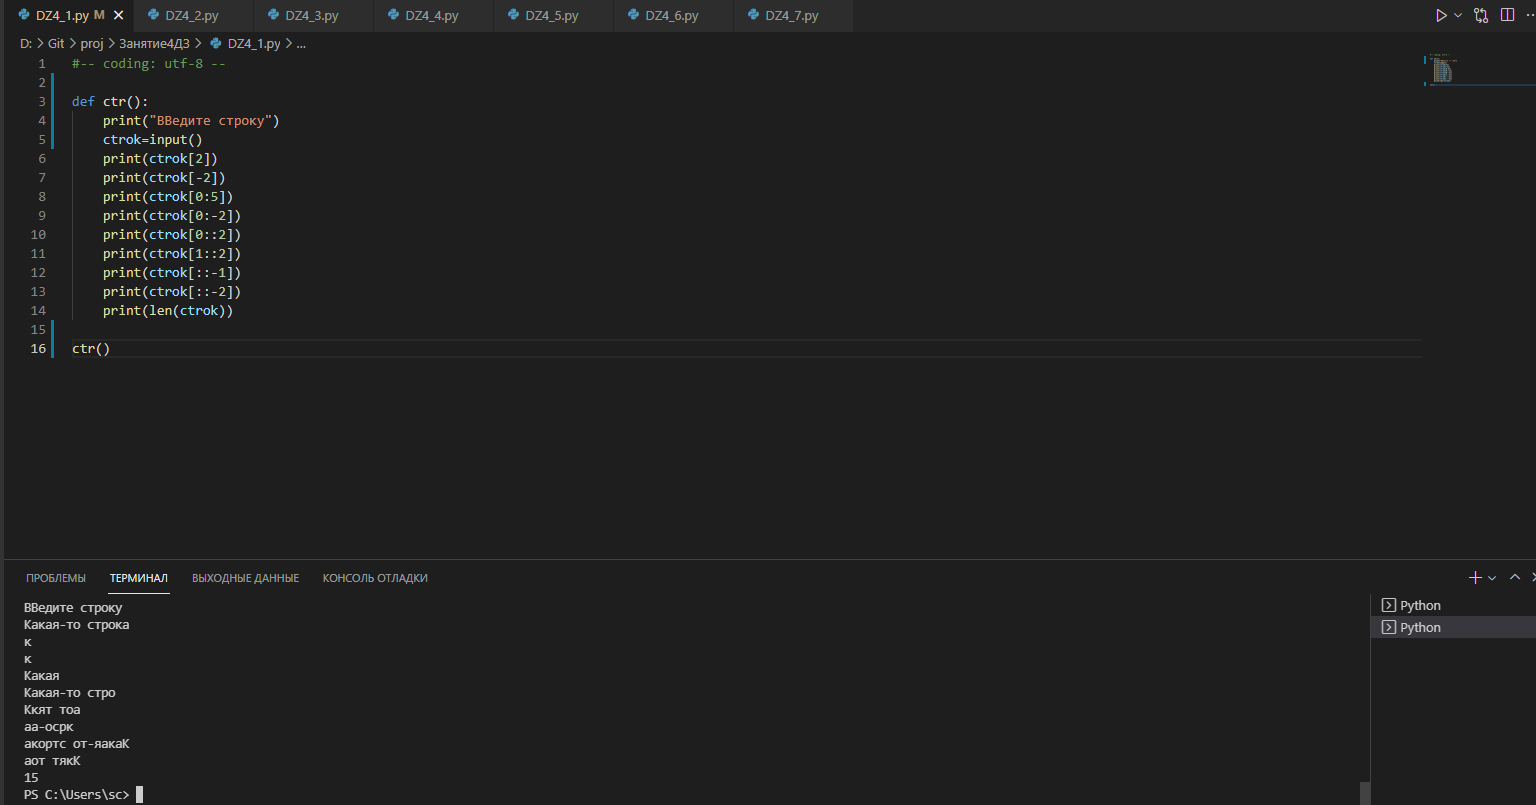 DZ4_1.py M DZ4_2.py DZ4_3.py DZ4_4.py DZ4_5.py DZ4_6.py DZ4_7.py
D: > Git > proj > Занятие4ДЗ > DZ4_1.py > ...
1 #-- coding: utf-8 --
2
3 def ctr():
4 print("ВВедите строку")
5 ctrok=input()
6 print(ctrok[2])
7 print(ctrok[-2])
8 print(ctrok[0:5])
9 print(ctrok[0:-2])
10 print(ctrok[0::2])
11 print(ctrok[1::2])
12 print(ctrok[::-1])
13 print(ctrok[::-2])
14 print(len(ctrok))
15
16 ctr()
ПРОБЛЕМЫ ТЕРМИНАЛ ВЫХОДНЫЕ ДАННЫЕ КОНСОЛЬ ОТЛАДКИ
ВВедите строку
Какая-то строка
к
к
Какая
Какая-то стро
Ккят тоа
аа-осрк
акортс от-яакаК
аот тякК
15
PS C:\Users\sc>
Python
Python